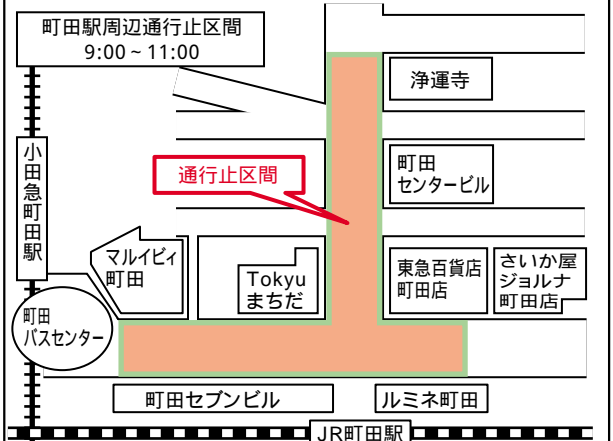 町田駅周辺通行止区間
9:00~11:00
浄運寺
小田急町田駅
通行止区間
町田
センタービル
マルイビィ
町田
Tokyu
まちだ
東急百貨店
町田店
さいか屋
ジョルナ
町田店
町田
バスセンター
町田セブンビル
ルミネ町田
JR町田駅